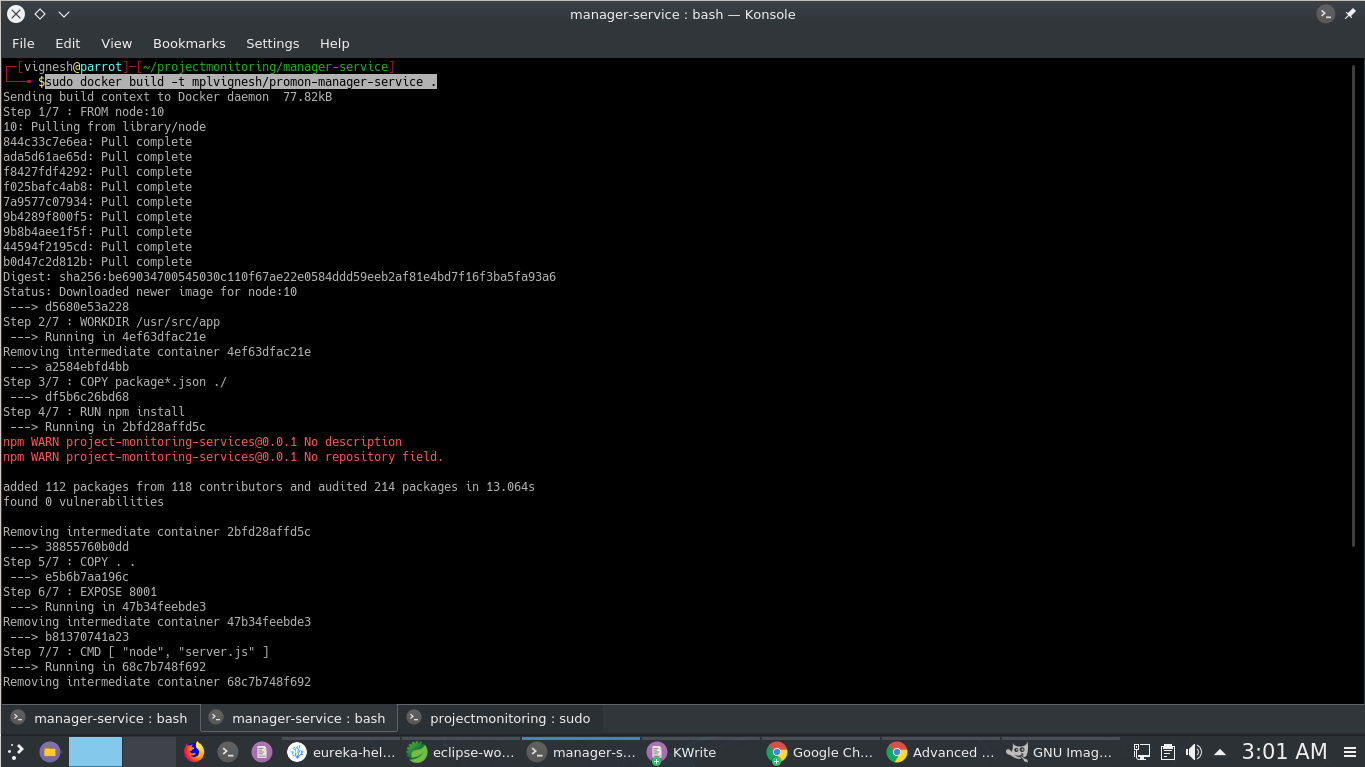 manager-service : bash — Konsole
File Edit View Bookmarks Settings Help
┌─[vignesh@parrot]─[~/projectmonitoring/manager-service]
└──╼ $sudo docker build -t mplvignesh/promon-manager-service .
Sending build context to Docker daemon  77.82kB
Step 1/7 : FROM node:10
10: Pulling from library/node
844c33c7e6ea: Pull complete
ada5d61ae65d: Pull complete
f8427fdf4292: Pull complete
f025bafc4ab8: Pull complete
7a9577c07934: Pull complete
9b4289f800f5: Pull complete
9b8b4aee1f5f: Pull complete
44594f2195cd: Pull complete
b0d47c2d812b: Pull complete
Digest: sha256:be69034700545030c110f67ae22e0584ddd59eeb2af81e4bd7f16f3ba5fa93a6
Status: Downloaded newer image for node:10
 ---> d5680e53a228
Step 2/7 : WORKDIR /usr/src/app
 ---> Running in 4ef63dfac21e
Removing intermediate container 4ef63dfac21e
 ---> a2584ebfd4bb
Step 3/7 : COPY package*.json ./
 ---> df5b6c26bd68
Step 4/7 : RUN npm install
 ---> Running in 2bfd28affd5c
npm WARN project-monitoring-services@0.0.1 No description
npm WARN project-monitoring-services@0.0.1 No repository field.
added 112 packages from 118 contributors and audited 214 packages in 13.064s
found 0 vulnerabilities
Removing intermediate container 2bfd28affd5c
 ---> 38855760b0dd
Step 5/7 : COPY . .
 ---> e5b6b7aa196c
Step 6/7 : EXPOSE 8001
 ---> Running in 47b34feebde3
Removing intermediate container 47b34feebde3
 ---> b81370741a23
Step 7/7 : CMD [ "node", "server.js" ]
 ---> Running in 68c7b748f692
Removing intermediate container 68c7b748f692
manager-service : bash manager-service : bash projectmonitoring : sudo
eureka-hel... eclipse-wo... manager-s... KWrite Google Ch... Advanced ... GNU Imag... 3:01 AM